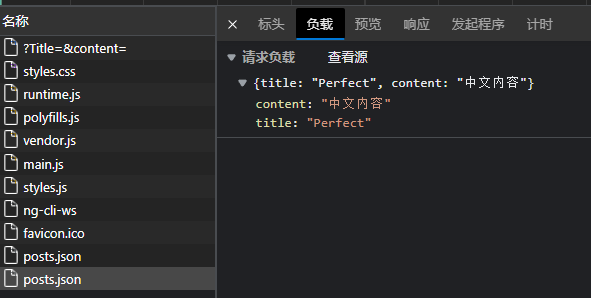 名称
?Title=&content=
styles.css
runtime.js
polyfills.js
vendor.js
main.js
styles.js
ng-cli-ws
favicon.ico
posts.json
posts.json
× 标头 负载 预览 响应 发起程序 计时
▼ 请求负载 查看源
▼ {title: "Perfect", content: "中文内容"}
content: "中文内容"
title: "Perfect"